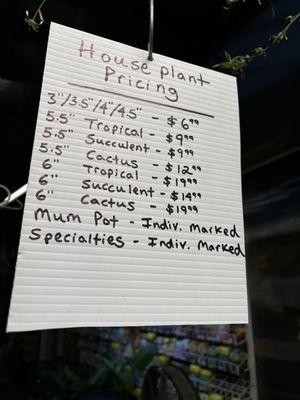 House plant
Pricing
3"/3.5"/4"/4.5" - $6.99
5.5" Tropical - $9.99
5.5" Succulent - $9.99
5.5" Cactus - $12.99
6" Tropical - $19.99
6" Succulent - $14.99
6" Cactus - $19.99
Mum Pot - Indiv. Marked
Specialties - Indiv. Marked